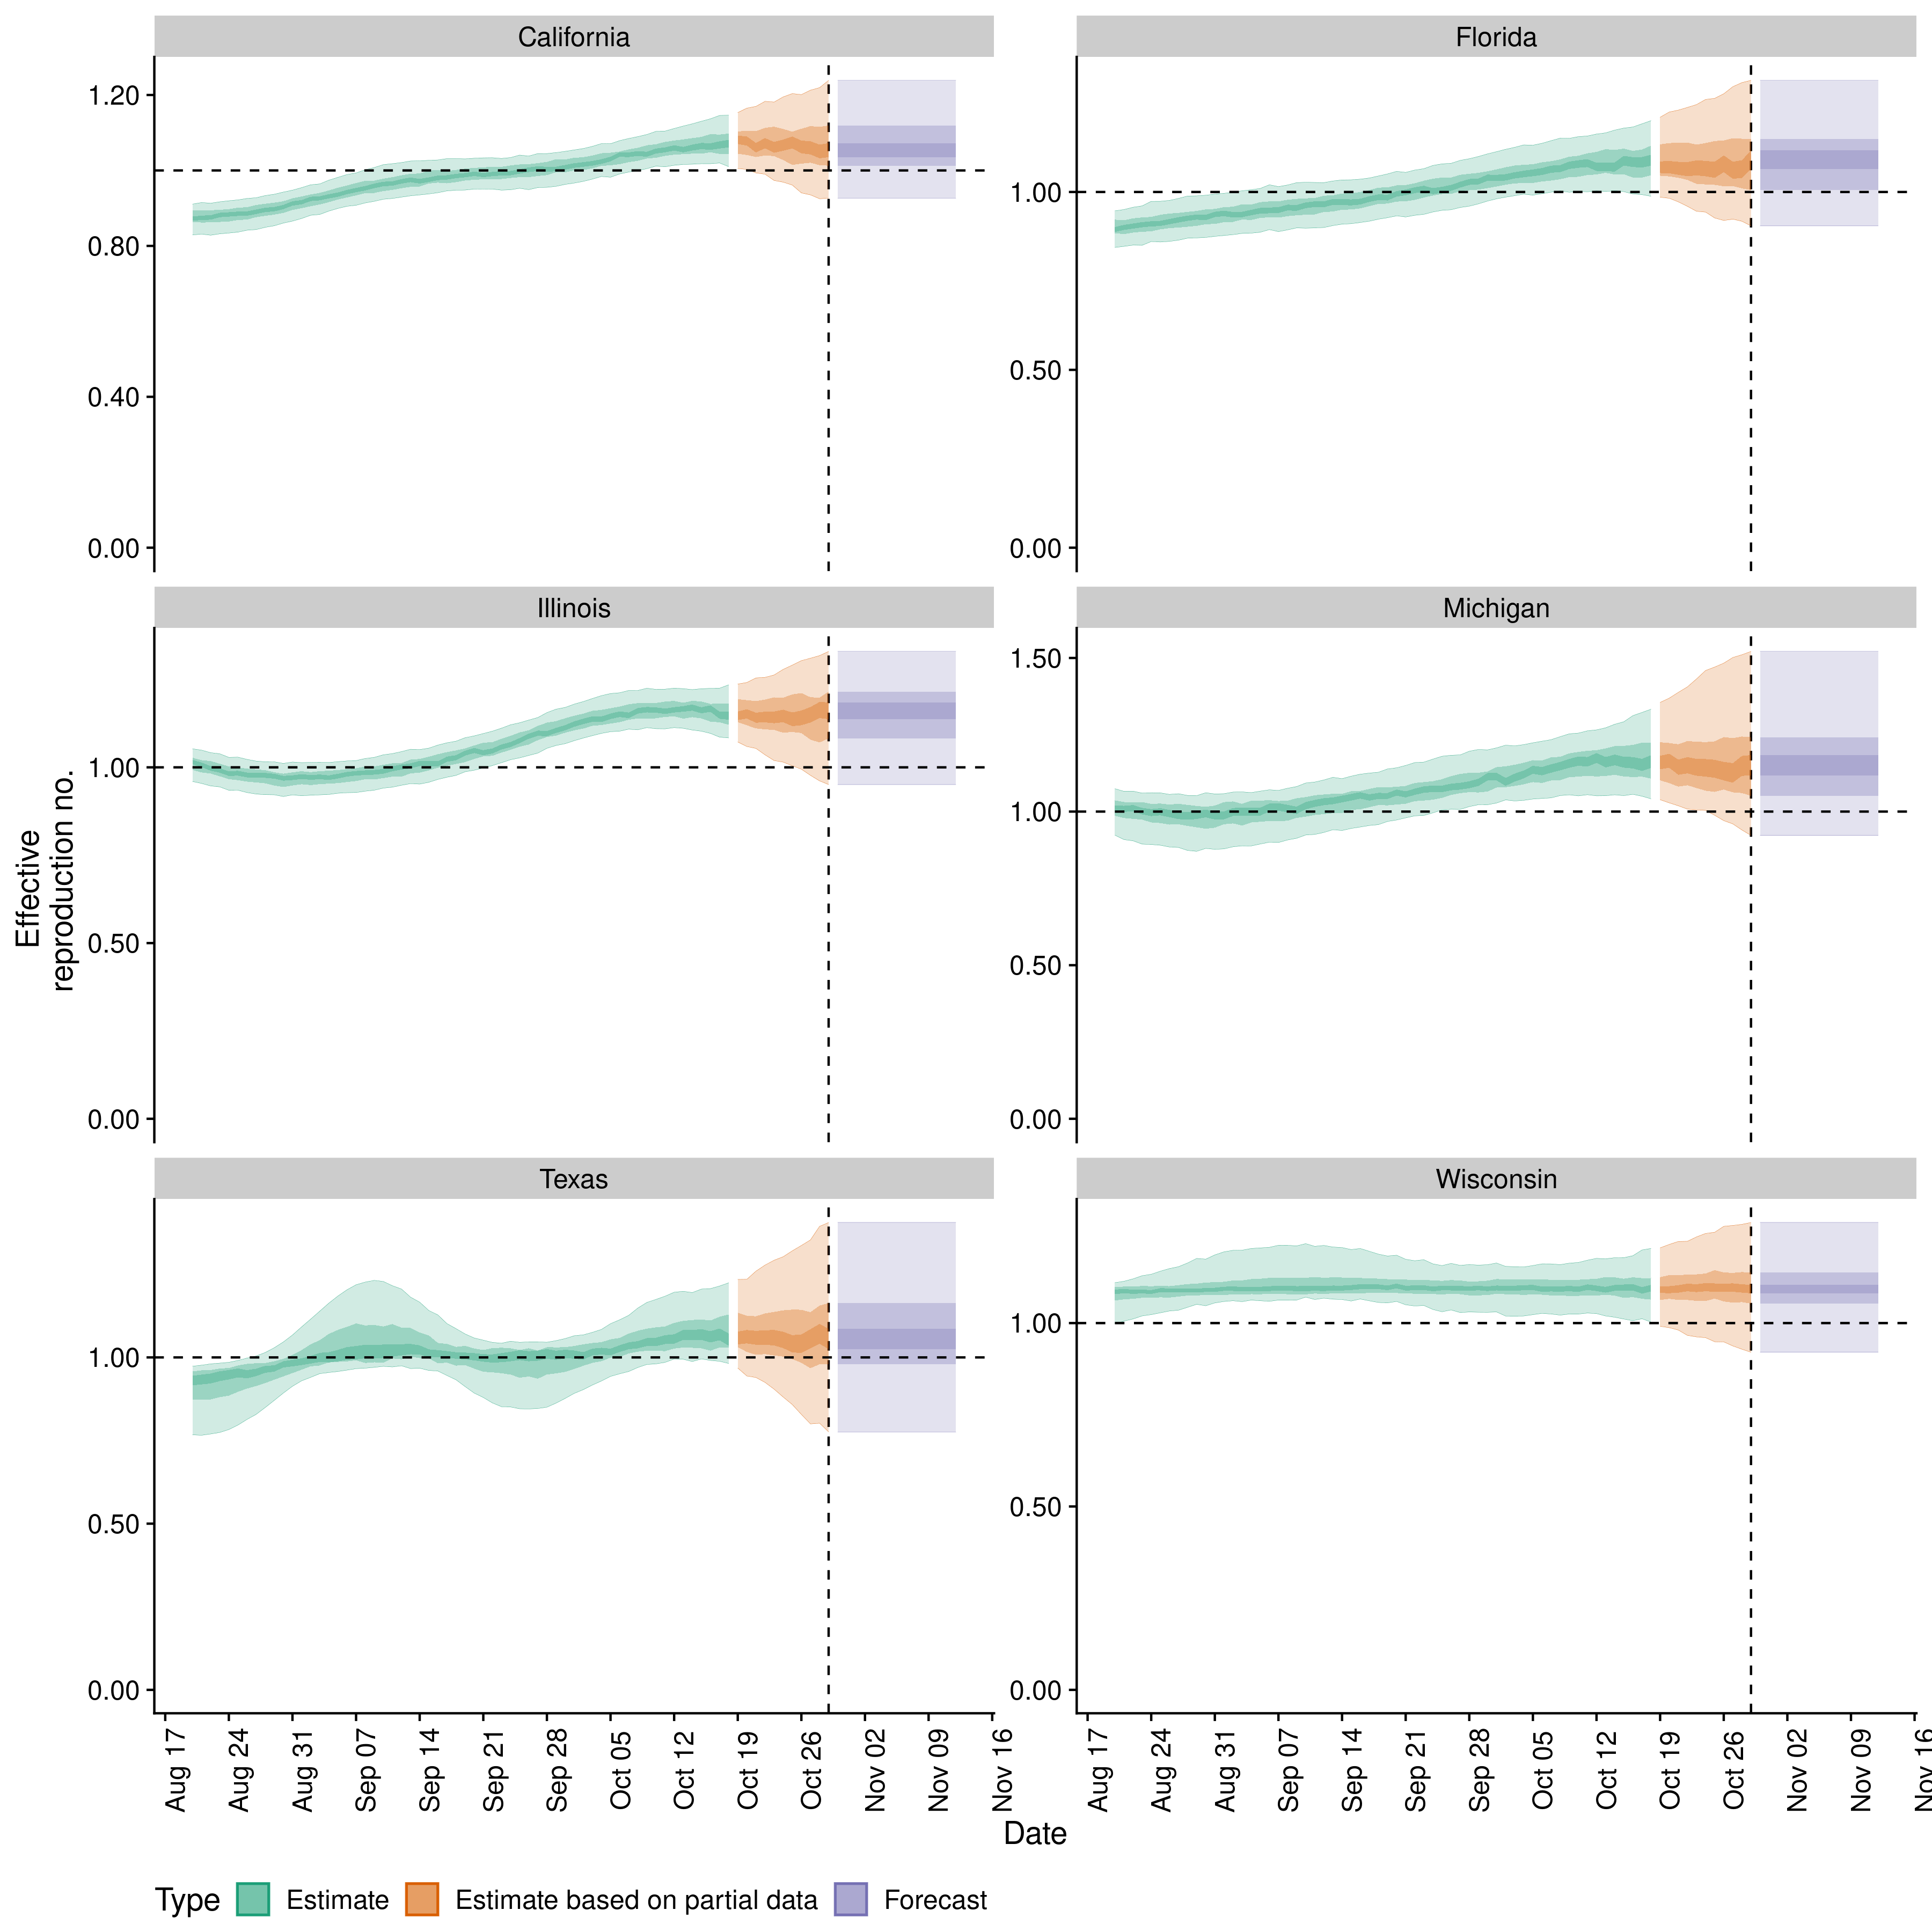 California
Florida
1.20
0.80
0.40
0.00
1.00
0.50
0.00
Illinois
Michigan
1.00
0.50
0.00
1.50
1.00
0.50
0.00
Effective
reproduction no.
Texas
Wisconsin
1.00
0.50
0.00
1.00
0.50
0.00
Aug 17 Aug 24 Aug 31 Sep 07 Sep 14 Sep 21 Sep 28 Oct 05 Oct 12 Oct 19 Oct 26 Nov 02 Nov 09 Nov 16
Aug 17 Aug 24 Aug 31 Sep 07 Sep 14 Sep 21 Sep 28 Oct 05 Oct 12 Oct 19 Oct 26 Nov 02 Nov 09 Nov 16
Date
Type Estimate Estimate based on partial data Forecast